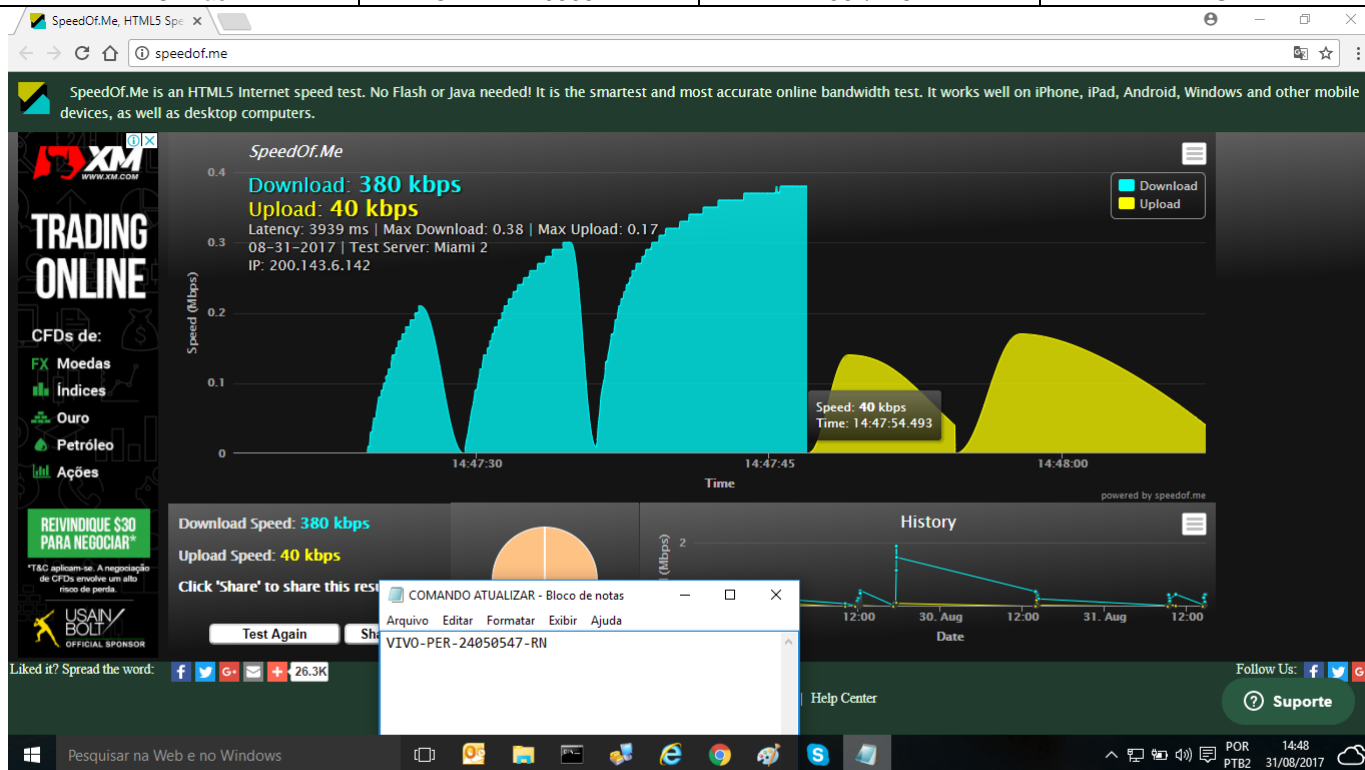 SpeedOf.Me, HTML5 Spe
speedof.me
SpeedOf.Me is an HTML5 Internet speed test. No Flash or Java needed! It is the smartest and most accurate online bandwidth test. It works well on iPhone, iPad, Android, Windows and other mobile
devices, as well as desktop computers.
XM
WWW.XM.COM
TRADING
ONLINE
CFDs de:
FX Moedas
Índices
Ouro
Petróleo
Ações
REIVINDIQUE $30
PARA NEGOCIAR*
*T&C aplicam-se. A negociação
de CFDs envolve um alto
risco de perda.
USAIN
BOLT
OFFICIAL SPONSOR
SpeedOf.Me
Download: 380 kbps
Upload: 40 kbps
Latency: 3939 ms | Max Download: 0.38 | Max Upload: 0.17
08-31-2017 | Test Server: Miami 2
IP: 200.143.6.142
Download
Upload
Speed (Mbps)
0.4
0.3
0.2
0.1
0
Speed: 40 kbps
Time: 14:47:54.493
14:47:30 14:47:45 14:48:00
Time
powered by speedof.me
Download Speed: 380 kbps
Upload Speed: 40 kbps
Click 'Share' to share this resu
Test Again Sha
History
(Mbps)
2
12:00 30. Aug 12:00 31. Aug 12:00
Date
COMANDO ATUALIZAR - Bloco de notas
Arquivo Editar Formatar Exibir Ajuda
VIVO-PER-24050547-RN
Liked it? Spread the word: 26.3K
| Help Center
Follow Us:
Suporte
Pesquisar na Web e no Windows
POR 14:48
PTB2 31/08/2017